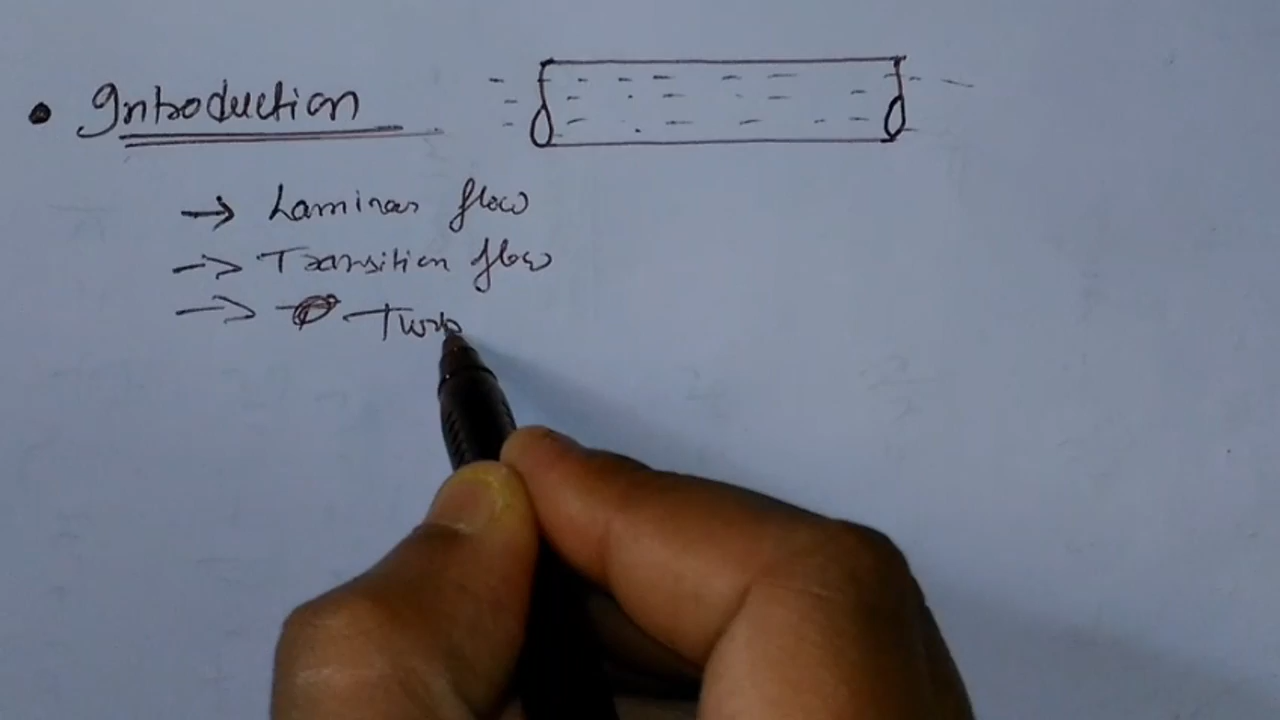 • Introduction
→ Laminar flow
→ Transition flow
→ Turb